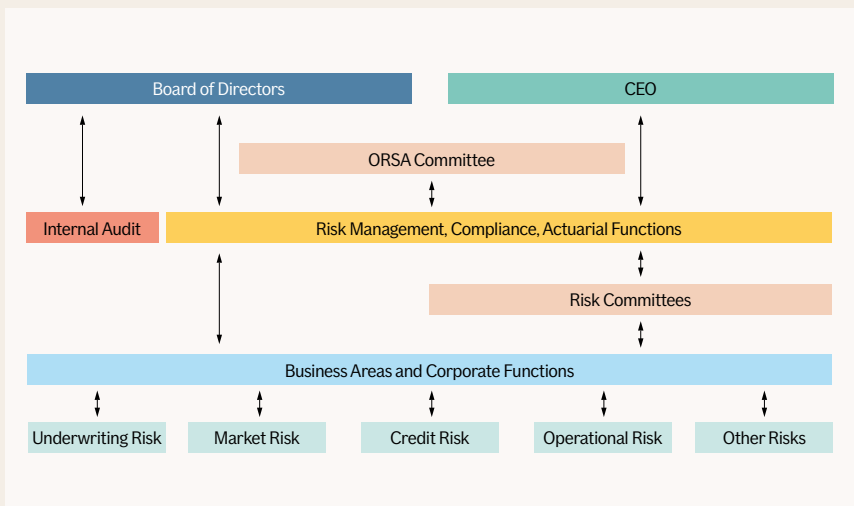 Board of Directors
CEO
ORSA Committee
Internal Audit
Risk Management, Compliance, Actuarial Functions
Risk Committees
Business Areas and Corporate Functions
Underwriting Risk
Market Risk
Credit Risk
Operational Risk
Other Risks